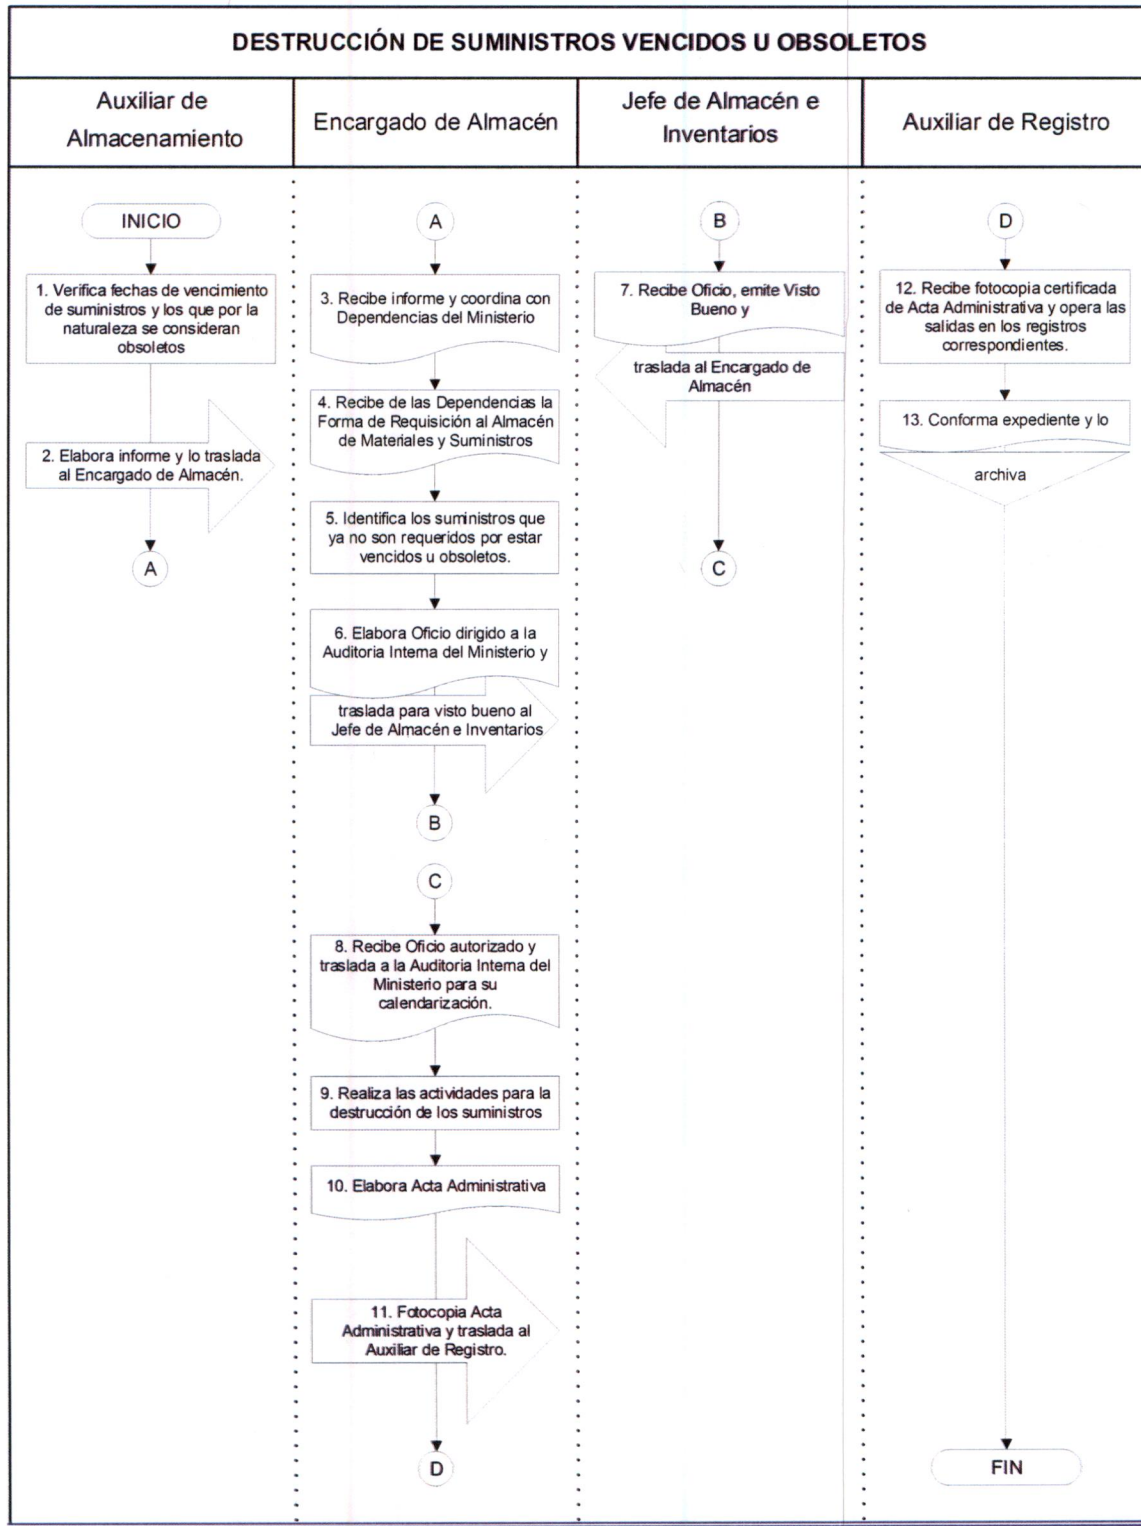 DESTRUCCIÓN DE SUMINISTROS VENCIDOS U OBSOLETOS
Auxiliar de
Almacenamiento
Encargado de Almacén
Jefe de Almacén e
Inventarios
Auxiliar de Registro
INICIO
1. Verifica fechas de vencimiento
de suministros y los que por la
naturaleza se consideran
obsoletos
2. Elabora informe y lo traslada
al Encargado de Almacén.
A
A
3. Recibe informe y coordina con
Dependencias del Ministerio
4. Recibe de las Dependencias la
Forma de Requisición al Almacén
de Materiales y Suministros
5. Identifica los suministros que
ya no son requeridos por estar
vencidos u obsoletos.
6. Elabora Oficio dirigido a la
Auditoria Interna del Ministerio y
traslada para visto bueno al
Jefe de Almacén e Inventarios
B
C
8. Recibe Oficio autorizado y
traslada a la Auditoria Interna del
Ministerio para su
calendarización.
9. Realiza las actividades para la
destrucción de los suministros
10. Elabora Acta Administrativa
11. Fotocopia Acta
Administrativa y traslada al
Auxiliar de Registro.
D
B
7. Recibe Oficio, emite Visto
Bueno y
traslada al Encargado de
Almacén
C
D
12. Recibe fotocopia certificada
de Acta Administrativa y opera las
salidas en los registros
correspondientes.
13. Conforma expediente y lo
archiva
FIN